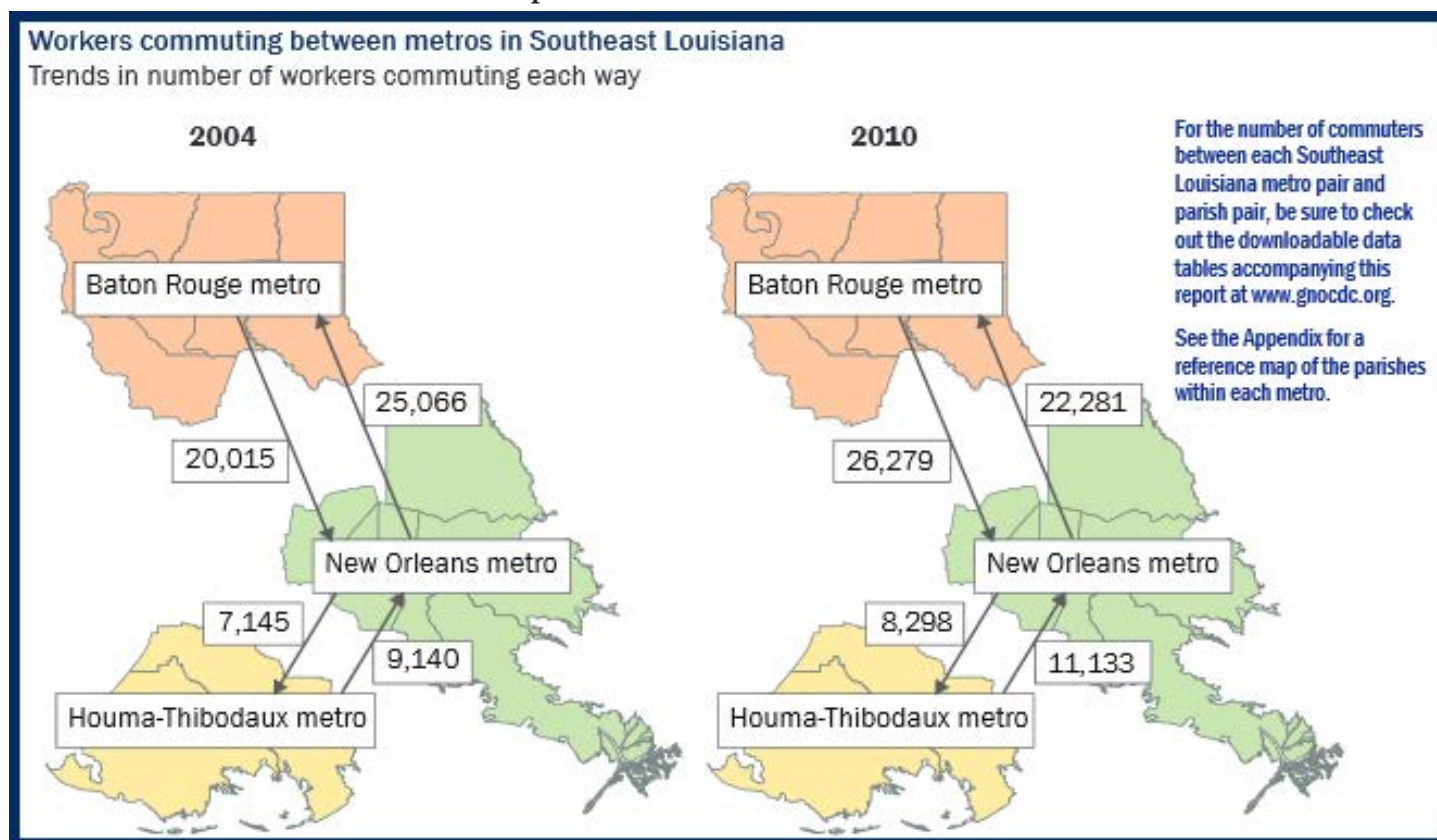 Workers commuting between metros in Southeast Louisiana
Trends in number of workers commuting each way
2004
Baton Rouge metro
25,066
20,015
New Orleans metro
7,145
9,140
Houma-Thibodaux metro
2010
Baton Rouge metro
22,281
26,279
New Orleans metro
8,298
11,133
Houma-Thibodaux metro
For the number of commuters
between each Southeast
Louisiana metro pair and
parish pair, be sure to check
out the downloadable data
tables accompanying this
report at www.gnocdc.org.
See the Appendix for a
reference map of the parishes
within each metro.